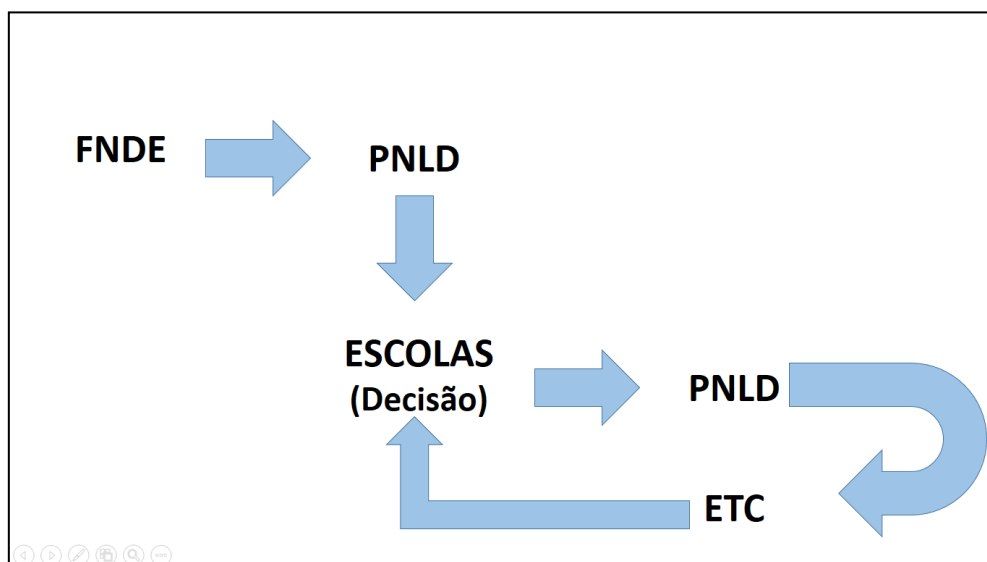 FNDE
PNLD
ESCOLAS
(Decisão)
PNLD
ETC